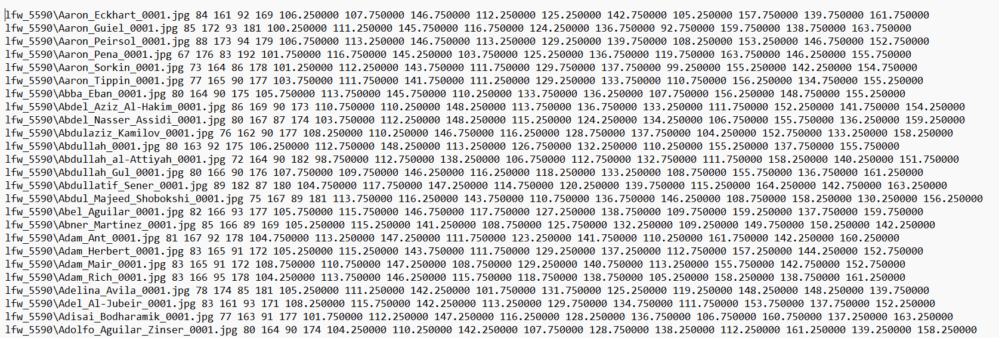 lfw_5590\Aaron_Eckhart_0001.jpg 84 161 92 169 106.250000 107.750000 146.750000 112.250000 125.250000 142.750000 105.250000 157.750000 139.750000 161.750000
lfw_5590\Aaron_Guiel_0001.jpg 85 172 93 181 100.250000 111.250000 145.750000 116.750000 124.250000 136.750000 92.750000 159.750000 138.750000 163.750000
lfw_5590\Aaron_Peirsol_0001.jpg 88 173 94 179 106.750000 113.250000 146.750000 113.250000 129.250000 139.750000 108.250000 153.250000 146.750000 152.750000
lfw_5590\Aaron_Pena_0001.jpg 67 176 83 192 101.750000 116.750000 145.250000 103.750000 125.250000 136.750000 119.750000 163.750000 146.250000 155.750000
lfw_5590\Aaron_Sorkin_0001.jpg 73 164 86 178 101.250000 112.250000 143.750000 111.750000 129.750000 137.750000 99.250000 155.250000 142.250000 154.750000
lfw_5590\Aaron_Tippin_0001.jpg 77 165 90 177 103.750000 111.750000 141.750000 111.250000 129.250000 133.750000 110.750000 156.250000 134.750000 155.250000
lfw_5590\Abba_Eban_0001.jpg 80 164 90 175 105.750000 113.750000 145.750000 110.250000 133.750000 136.250000 107.750000 156.250000 148.750000 155.250000
lfw_5590\Abdel_Aziz_Al-Hakim_0001.jpg 86 169 90 173 110.750000 110.250000 148.250000 113.750000 136.750000 133.250000 111.750000 152.250000 141.750000 154.250000
lfw_5590\Abdel_Nasser_Assidi_0001.jpg 80 167 87 174 103.750000 112.250000 148.250000 115.250000 124.250000 134.250000 106.750000 155.750000 136.250000 159.250000
lfw_5590\Abdulaziz_Kamilov_0001.jpg 76 162 90 177 108.250000 110.250000 146.750000 116.250000 128.750000 137.750000 104.250000 152.750000 133.250000 158.250000
lfw_5590\Abdullah_0001.jpg 80 163 92 175 106.250000 112.750000 148.250000 113.250000 126.750000 132.250000 110.250000 155.250000 137.750000 155.750000
lfw_5590\Abdullah_al-Attiyah_0001.jpg 72 164 90 182 98.750000 112.750000 138.250000 106.750000 112.750000 132.750000 111.750000 158.250000 140.250000 151.750000
lfw_5590\Abdullah_Gul_0001.jpg 80 166 90 176 107.750000 109.750000 146.250000 116.250000 118.250000 133.250000 108.750000 155.750000 136.750000 161.250000
lfw_5590\Abdullatif_Sener_0001.jpg 89 182 87 180 104.750000 117.750000 147.250000 114.750000 120.250000 139.750000 115.250000 164.250000 142.750000 163.250000
lfw_5590\Abdul_Majeed_Shobokshi_0001.jpg 75 167 89 181 113.750000 116.250000 143.750000 110.750000 136.750000 146.250000 108.750000 158.250000 130.250000 156.250000
lfw_5590\Abel_Aguilar_0001.jpg 82 166 93 177 105.750000 115.750000 146.750000 117.750000 127.250000 138.750000 109.750000 159.250000 137.750000 159.750000
lfw_5590\Abner_Martinez_0001.jpg 85 166 89 169 105.250000 115.250000 141.250000 108.750000 125.750000 132.250000 109.250000 149.750000 150.250000 142.250000
lfw_5590\Adam_Ant_0001.jpg 81 167 92 178 104.750000 113.250000 147.250000 111.750000 123.250000 141.750000 110.250000 161.750000 142.250000 160.250000
lfw_5590\Adam_Herbert_0001.jpg 83 165 91 172 105.250000 115.250000 143.750000 111.750000 129.250000 137.250000 112.750000 157.250000 144.250000 152.750000
lfw_5590\Adam_Mair_0001.jpg 83 165 91 172 108.750000 110.750000 147.250000 108.750000 129.250000 140.750000 113.250000 155.750000 142.750000 152.750000
lfw_5590\Adam_Rich_0001.jpg 83 166 95 178 104.250000 113.750000 146.250000 115.750000 118.750000 138.750000 105.250000 158.250000 138.750000 161.250000
lfw_5590\Adelina_Avila_0001.jpg 78 174 85 181 105.250000 111.250000 142.250000 101.750000 131.750000 125.250000 119.250000 148.250000 148.250000 139.750000
lfw_5590\Adel_Al-Jubeir_0001.jpg 83 161 93 171 108.250000 115.750000 142.250000 113.250000 129.750000 134.750000 111.750000 153.750000 137.750000 152.250000
lfw_5590\Adisai_Bodharamik_0001.jpg 77 163 91 177 101.750000 112.250000 147.250000 116.250000 128.250000 136.750000 106.750000 160.750000 137.250000 163.250000
lfw_5590\Adolfo_Aguilar_Zinser_0001.jpg 80 164 90 174 104.250000 110.250000 142.250000 107.750000 128.750000 138.250000 112.250000 161.250000 139.250000 158.250000